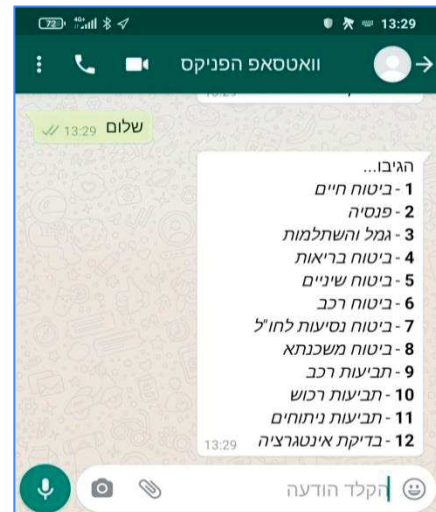 72 4G+ 13:29
וואטסאפ הפניקס
שלום 13:29
הגיבו...
1 - ביטוח חיים
2 - פנסיה
3 - גמל והשתלמות
4 - ביטוח בריאות
5 - ביטוח שיניים
6 - ביטוח רכב
7 - ביטוח נסיעות לחו"ל
8 - ביטוח משכנתא
9 - תביעות רכב
10 - תביעות רכוש
11 - תביעות ניתוחים
12 - בדיקת אינטגרציה 13:29
הקלד הודעה